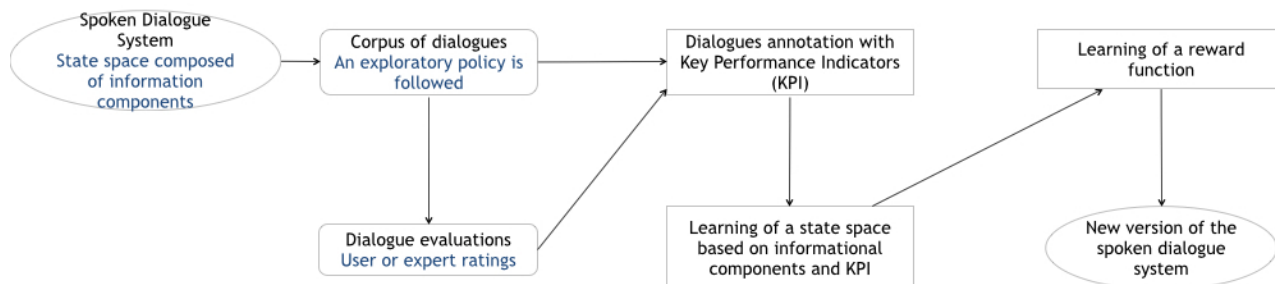 Spoken Dialogue
System
State space composed
of information
components
Corpus of dialogues
An exploratory policy is
followed
Dialogues annotation with
Key Performance Indicators
(KPI)
Learning of a reward
function
Dialogue evaluations
User or expert ratings
Learning of a state space
based on informational
components and KPI
New version of the
spoken dialogue
system